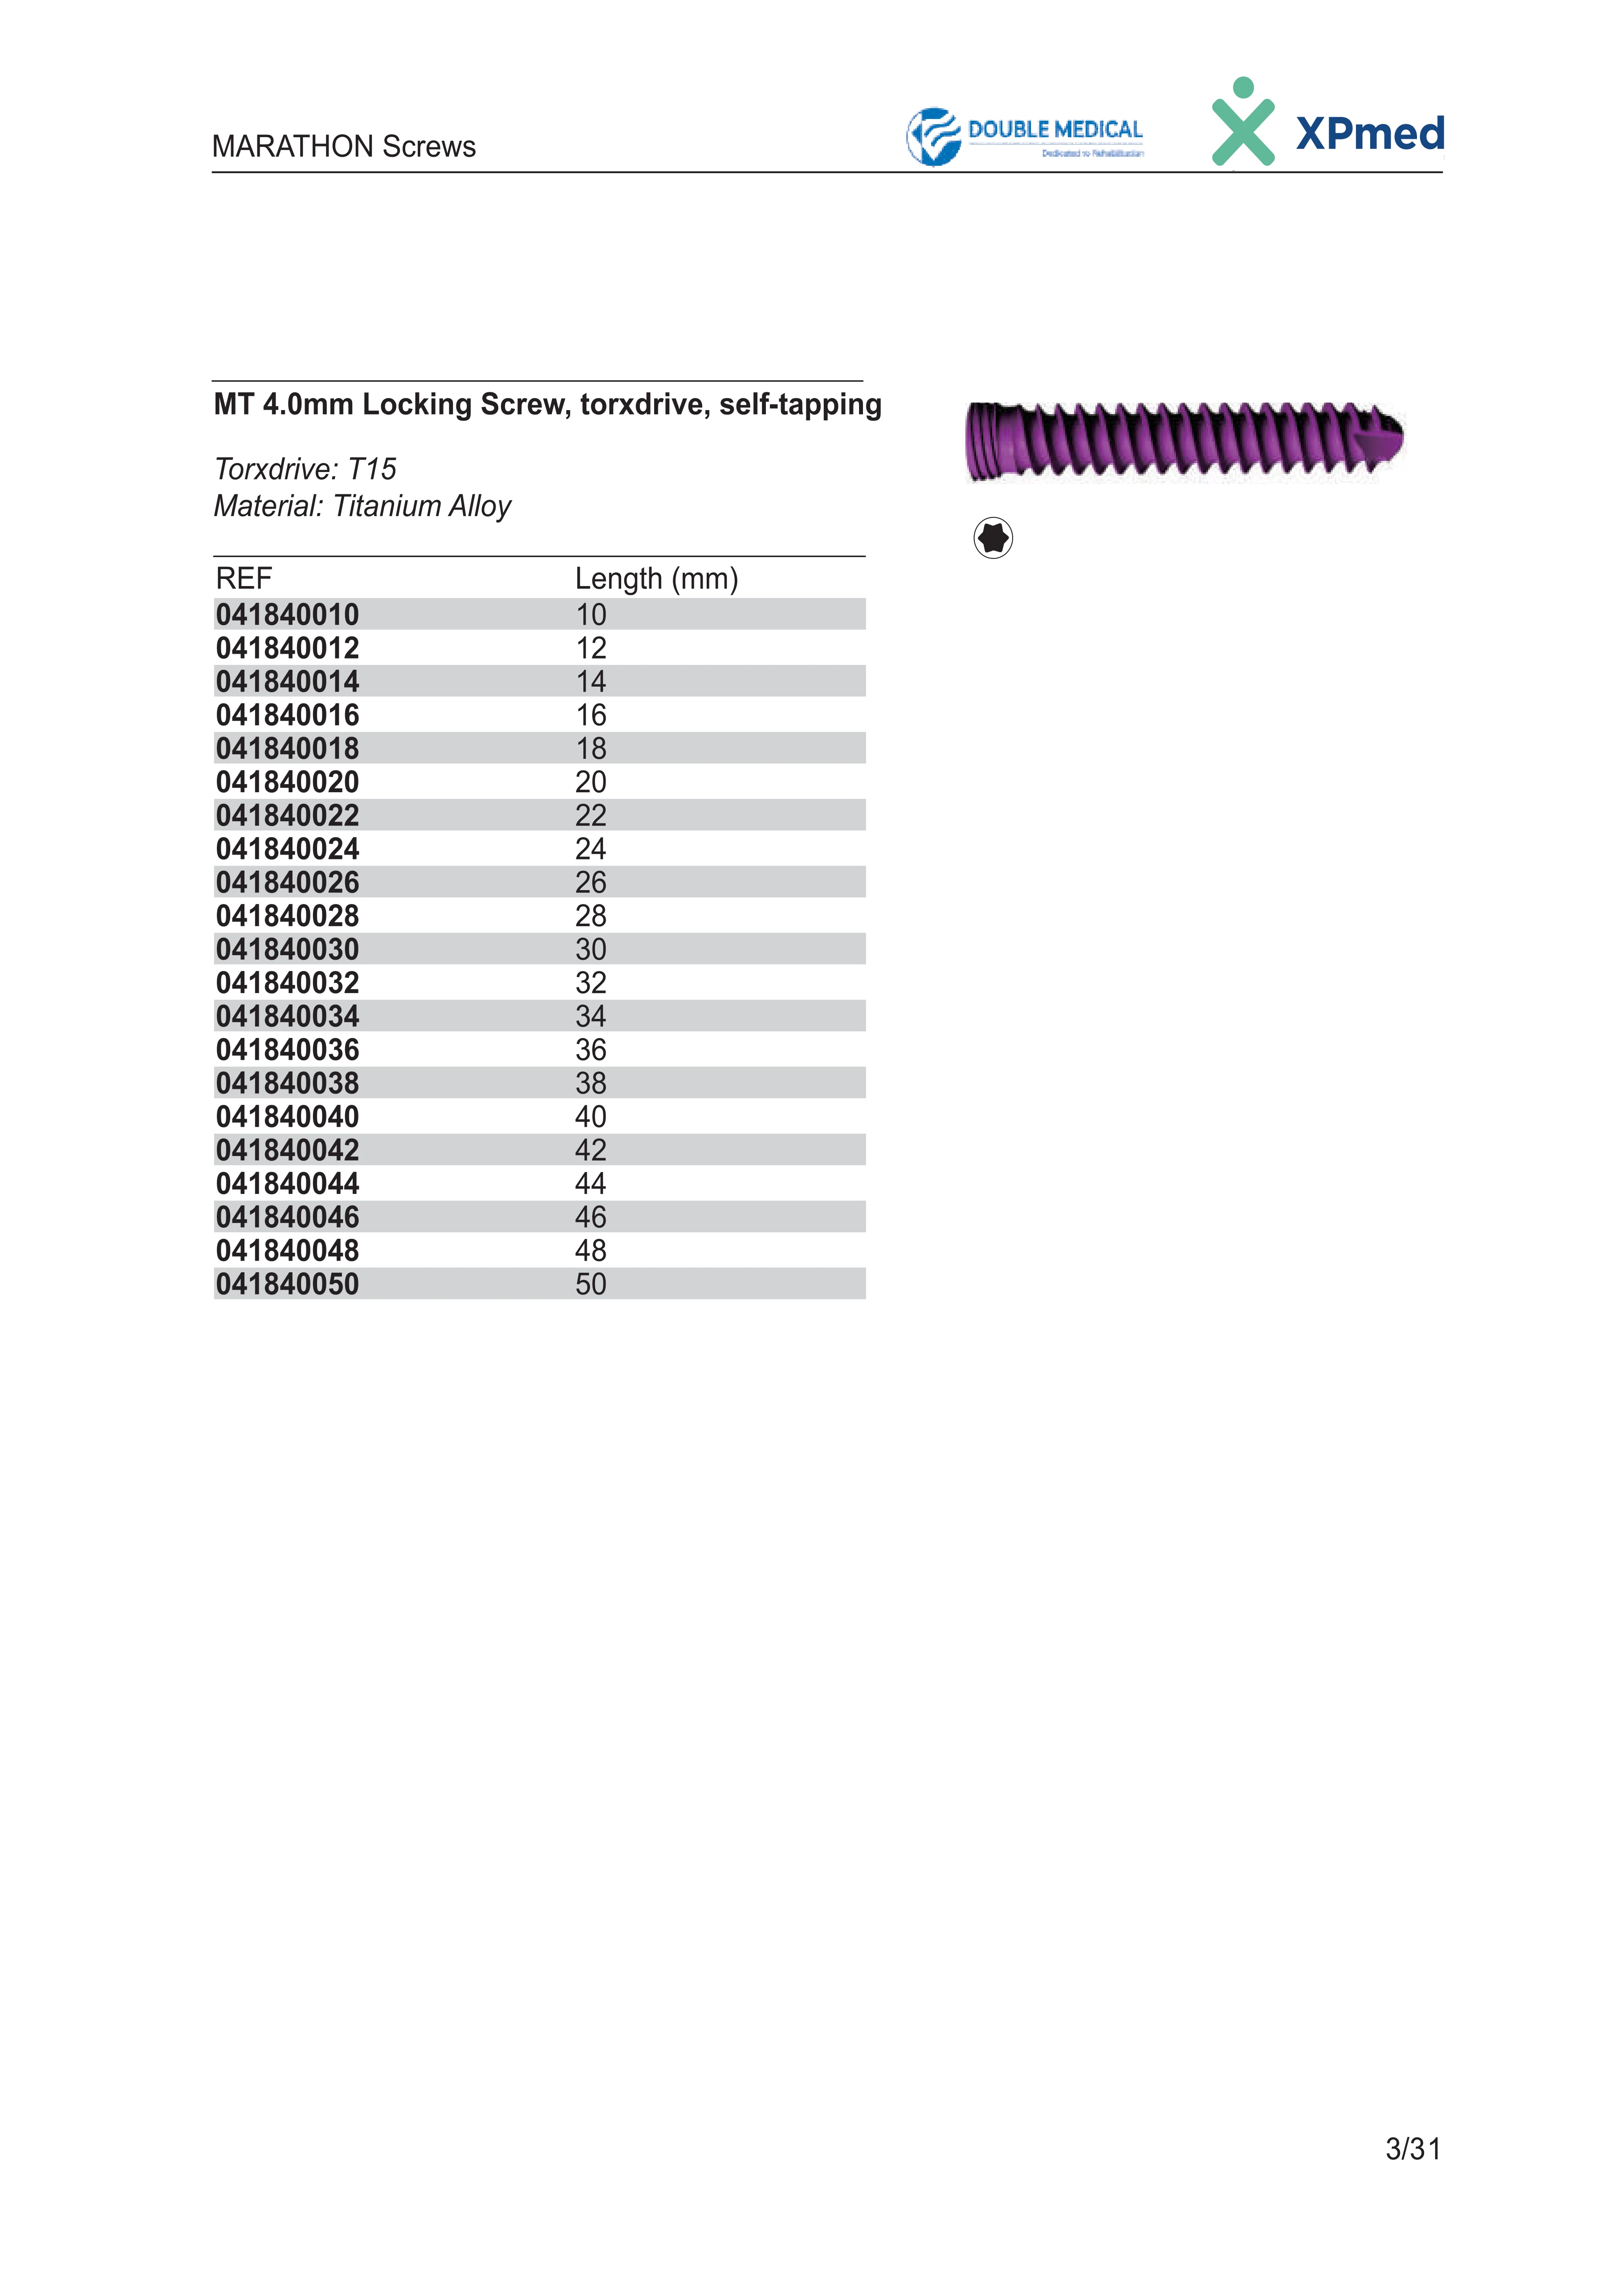 MARATHON Screws
DOUBLE MEDICAL
Dedicated to Rehabilitation
XPmed
MT 4.0mm Locking Screw, torxdrive, self-tapping
Torxdrive: T15
Material: Titanium Alloy
REF Length (mm)
041840010 10
041840012 12
041840014 14
041840016 16
041840018 18
041840020 20
041840022 22
041840024 24
041840026 26
041840028 28
041840030 30
041840032 32
041840034 34
041840036 36
041840038 38
041840040 40
041840042 42
041840044 44
041840046 46
041840048 48
041840050 50
3/31